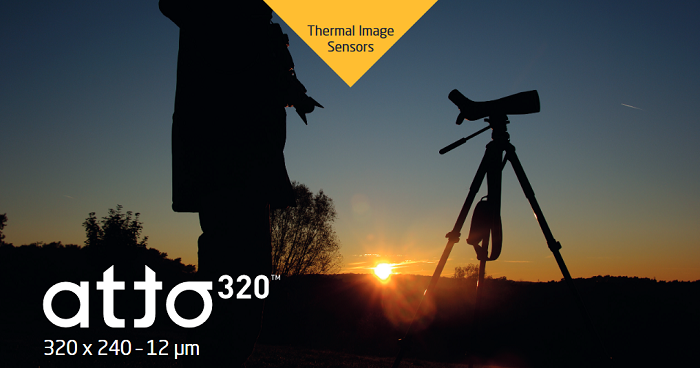 Thermal Image
Sensors
atto320™
320 x 240 – 12 µm